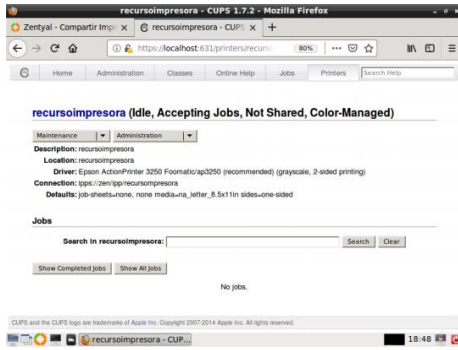 recursoimpresora - CUPS 1.7.2 - Mozilla Firefox
Zentyal - Compartir Impr
recursoimpresora - CUPS
https://localhost:631/printers/recurso
80%
Home Administration Classes Online Help Jobs Printers Search Help
recursoimpresora (Idle, Accepting Jobs, Not Shared, Color-Managed)
Maintenance Administration
Description: recursoimpresora
Location: recursoimpresora
Driver: Epson ActionPrinter 3250 Foomatic/ap3250 (recommended) (grayscale, 2-sided printing)
Connection: ipps://zen/ipp/recursompresora
Defaults: job-sheets=none, none media=na_letter_8.5x11in sides=one-sided
Jobs
Search in recursoimpresora: Search Clear
Show Completed Jobs Show All Jobs
No jobs.
CUPS and the CUPS logo are trademarks of Apple Inc. Copyright 2007-2014 Apple Inc. All rights reserved.
recursoimpresora - CUP...
18:48